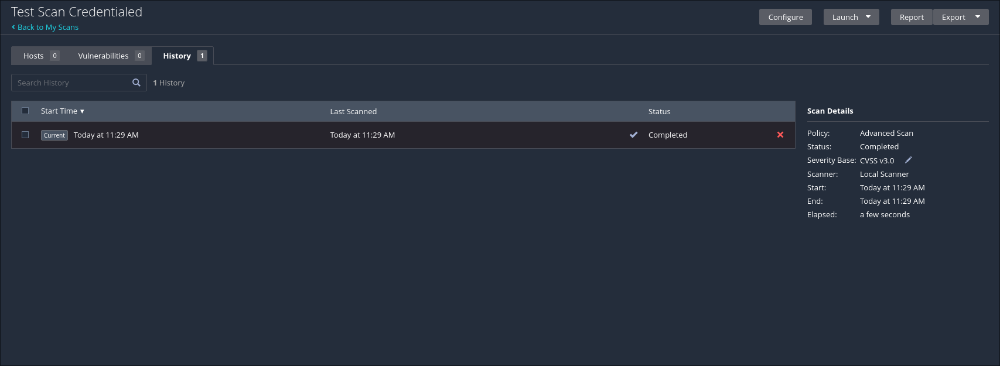 Test Scan Credentialed
Back to My Scans
Configure
Launch
Report
Export
Hosts 0
Vulnerabilities 0
History 1
Search History
1 History
Start Time ▾
Last Scanned
Status
Current Today at 11:29 AM
Today at 11:29 AM
Completed
Scan Details
Policy: Advanced Scan
Status: Completed
Severity Base: CVSS v3.0
Scanner: Local Scanner
Start: Today at 11:29 AM
End: Today at 11:29 AM
Elapsed: a few seconds